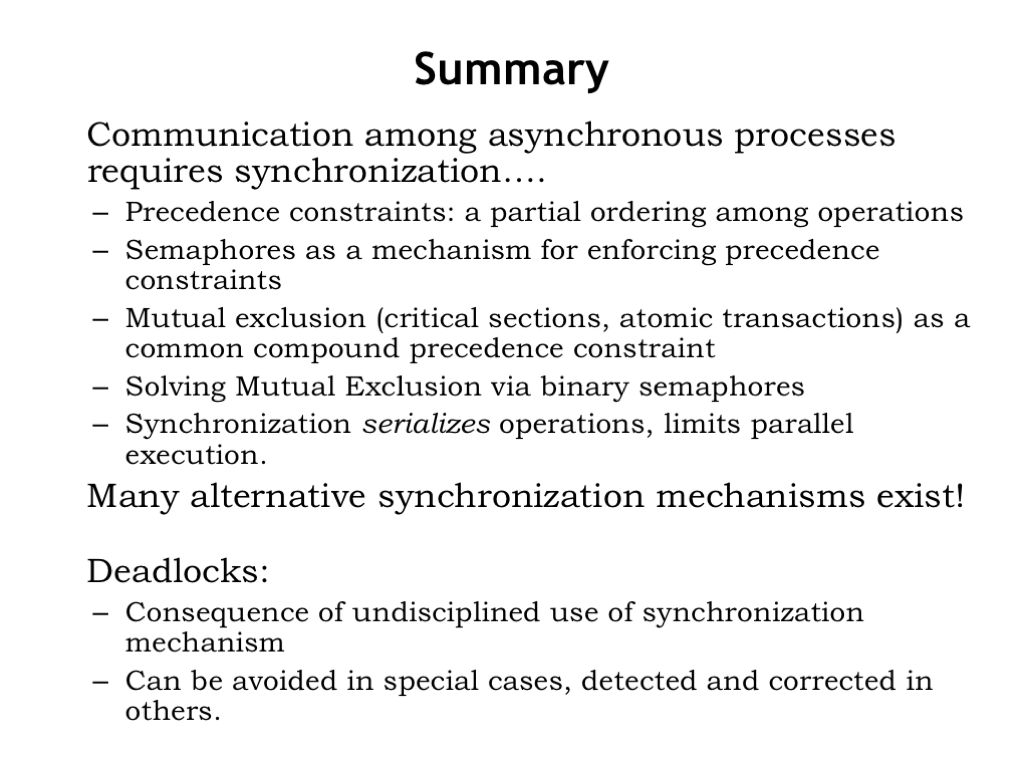 Summary
Communication among asynchronous processes
requires synchronization....
– Precedence constraints: a partial ordering among operations
– Semaphores as a mechanism for enforcing precedence
constraints
– Mutual exclusion (critical sections, atomic transactions) as a
common compound precedence constraint
– Solving Mutual Exclusion via binary semaphores
– Synchronization serializes operations, limits parallel
execution.
Many alternative synchronization mechanisms exist!
Deadlocks:
– Consequence of undisciplined use of synchronization
mechanism
– Can be avoided in special cases, detected and corrected in
others.